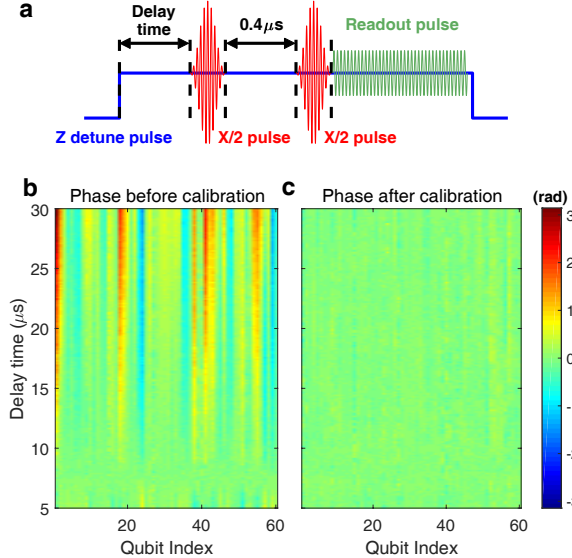 a
Delay time
0.4μs
Readout pulse
Z detune pulse
X/2 pulse
X/2 pulse
b
Phase before calibration
c
Phase after calibration
(rad)
30
25
20
15
10
5
Delay time (μs)
20
40
60
Qubit Index
20
40
60
Qubit Index
3
2
1
0